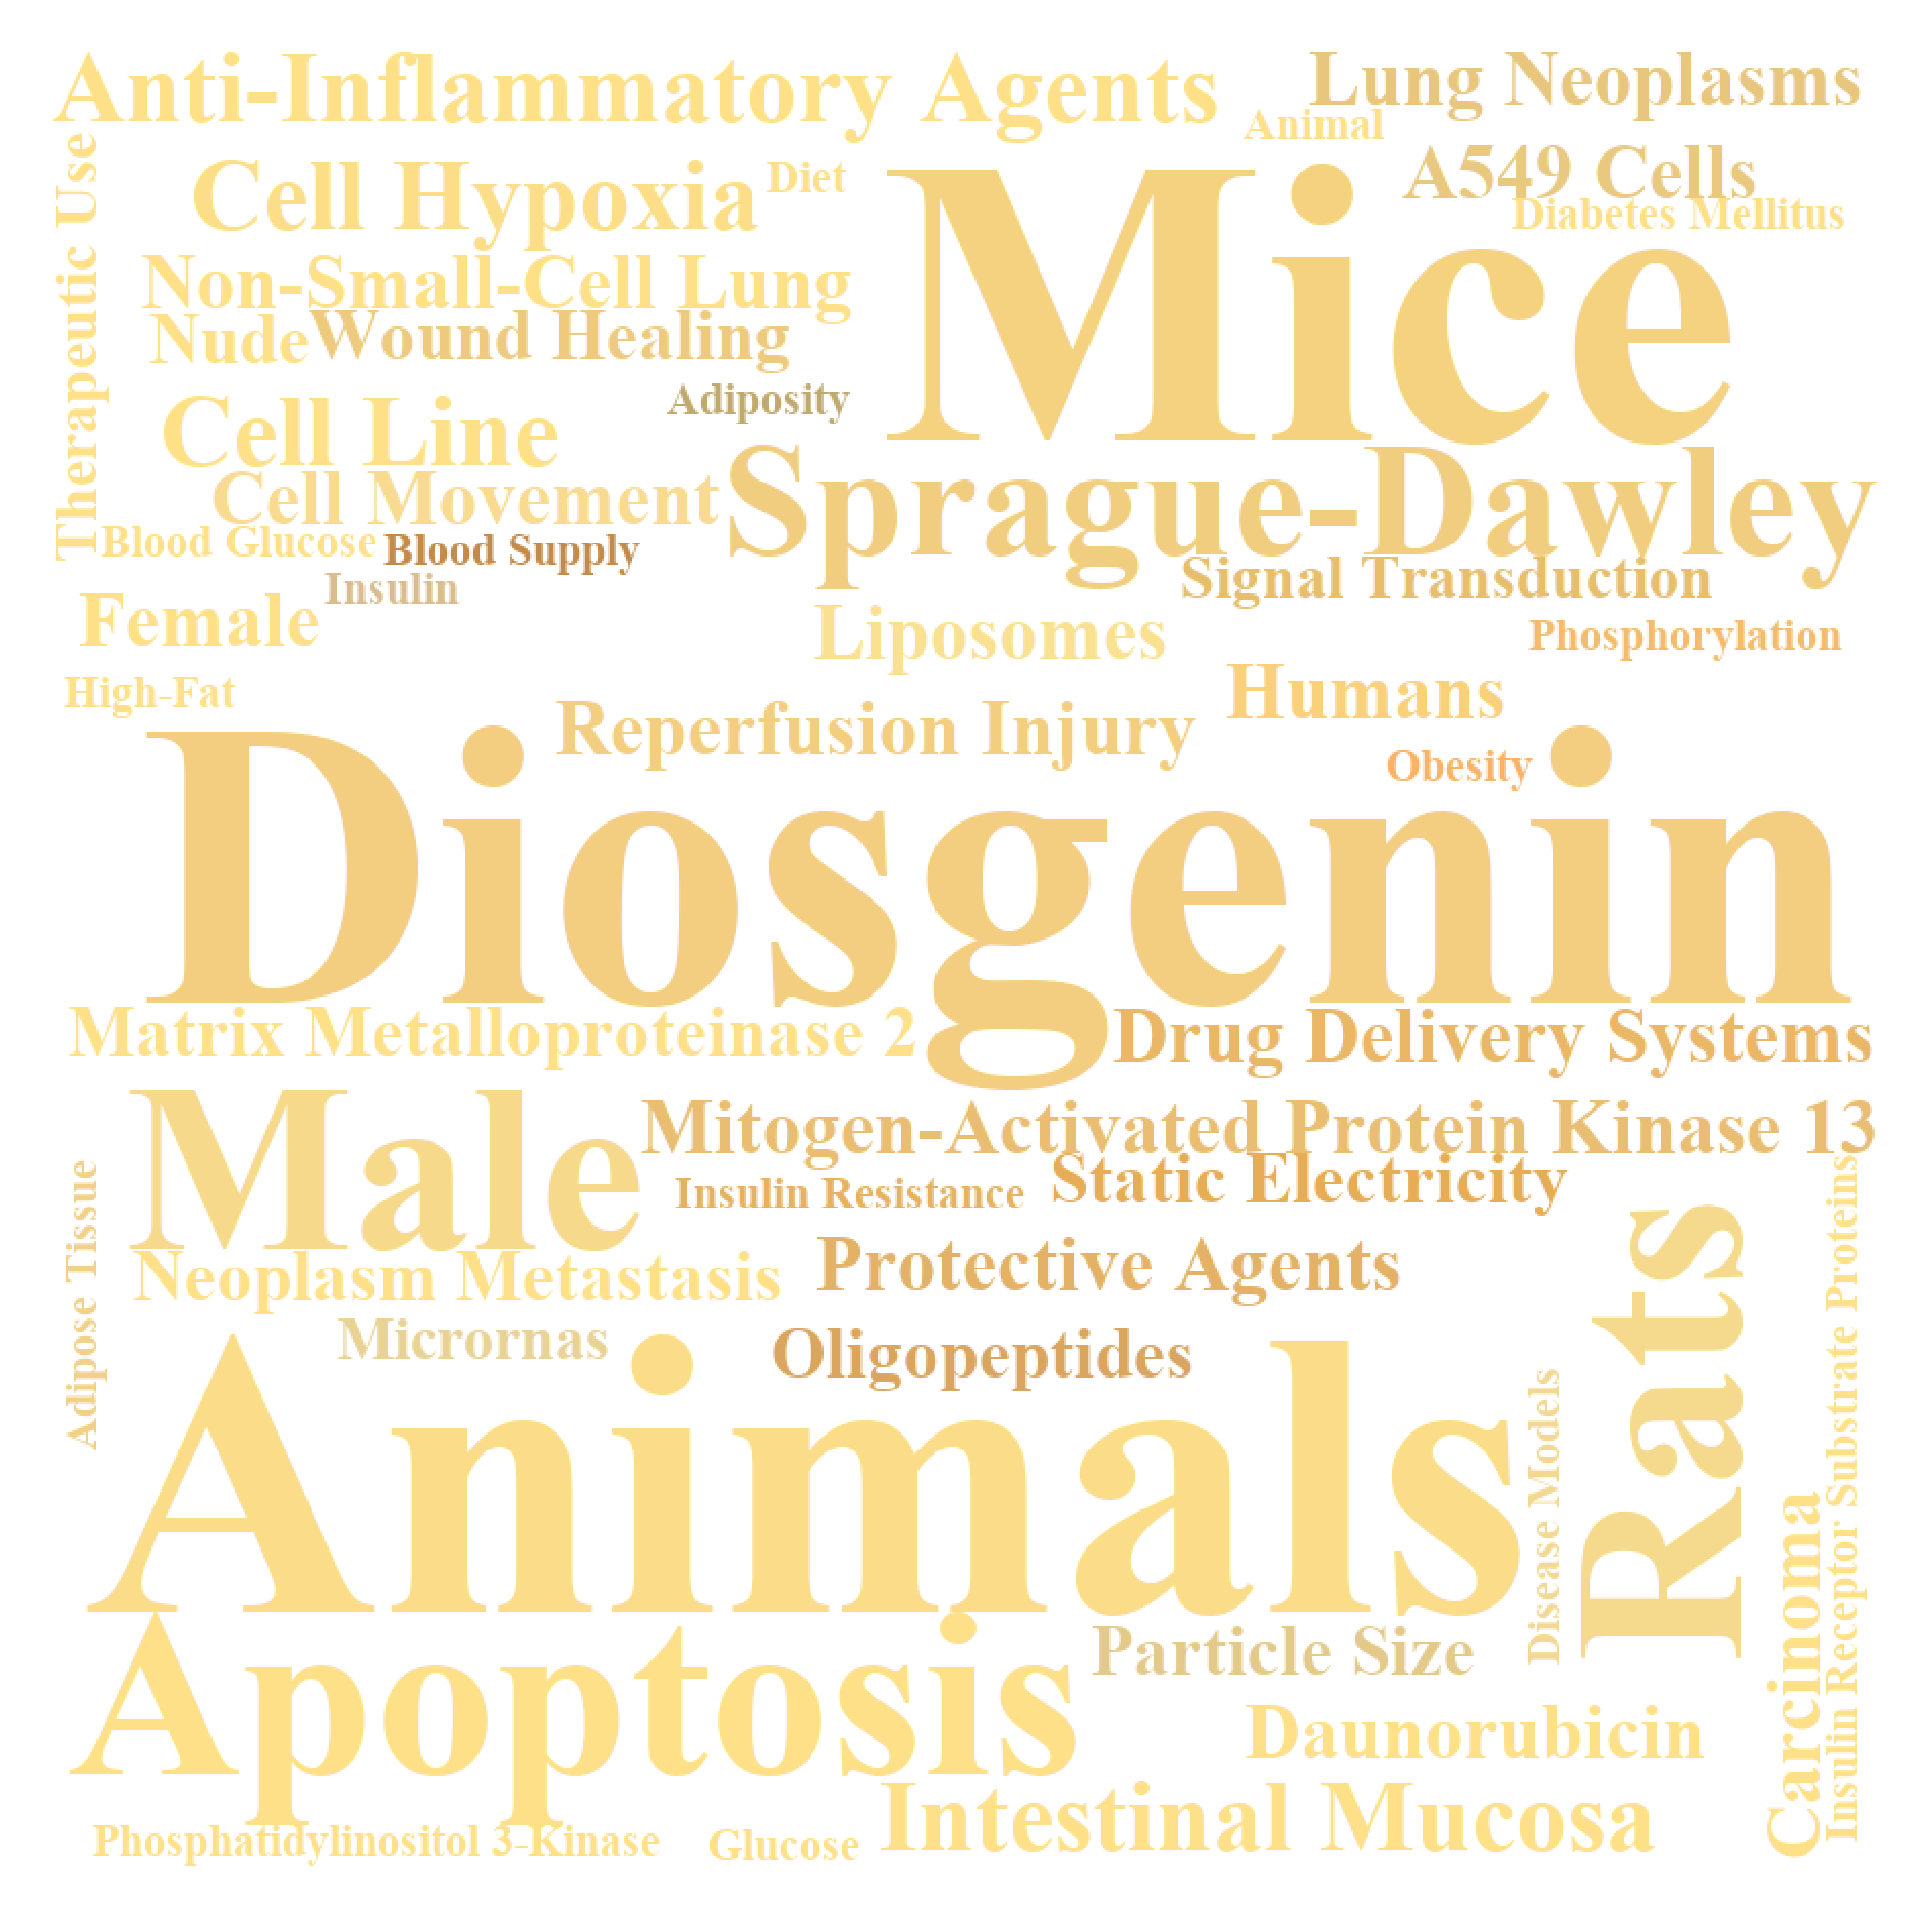 Anti-Inflammatory Agents
Lung Neoplasms
Animal
Therapeutic Use
Cell Hypoxia
Diet
Mice
A549 Cells
Diabetes Mellitus
Non-Small-Cell Lung
Nude
Wound Healing
Adiposity
Cell Line
Cell Movement
Sprague-Dawley
Blood Glucose
Blood Supply
Insulin
Signal Transduction
Female
Liposomes
Phosphorylation
High-Fat
Humans
Reperfusion Injury
Obesity
Diosgenin
Matrix Metalloproteinase 2
Drug Delivery Systems
Male
Mitogen-Activated Protein Kinase 13
Static Electricity
Insulin Resistance
Adipose Tissue
Protective Agents
Neoplasm Metastasis
Rats
Insulin Receptor Substrate Proteins
Micrornas
Oligopeptides
Animals
Disease Models
Carcinoma
Apoptosis
Particle Size
Daunorubicin
Intestinal Mucosa
Phosphatidylinositol 3-Kinase
Glucose